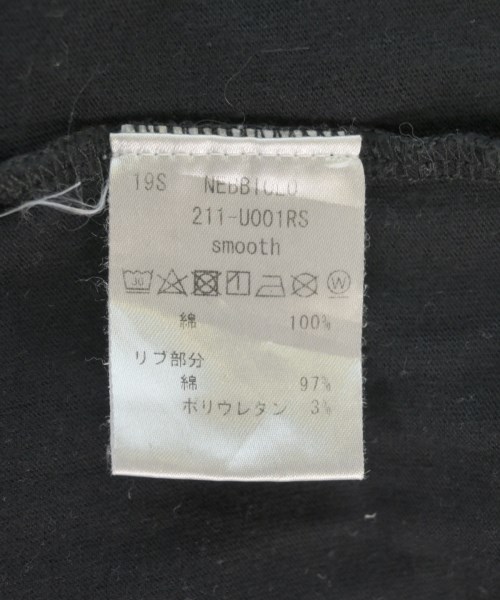 19S NEBBIOLO
211-U001RS
smooth
30 W
綿 100%
リブ部分
綿 97%
ポリウレタン 3%